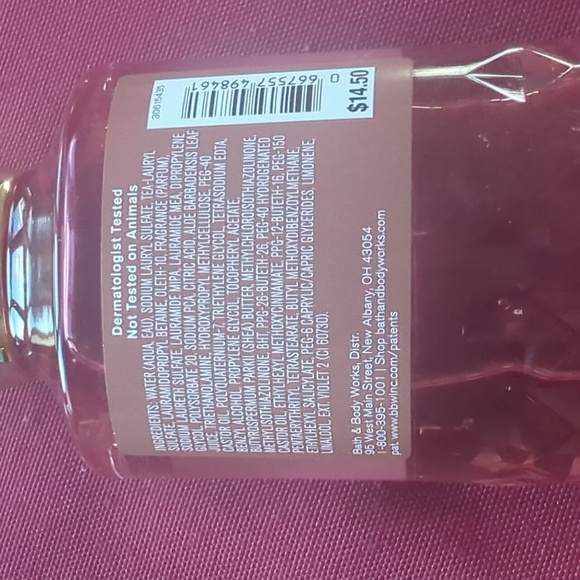 Dermatologist Tested
Not Tested on Animals
INGREDIENTS: WATER (AQUA, EAU), SODIUM LAURYL SULFATE, TEA-LAURYL
SULFATE, LAURAMIDOPROPYL BETAINE, OLETH-10, FRAGRANCE (PARFUM),
SODIUM LAURETH SULFATE, LAURAMIDE MIPA, LAURAMIDE MEA, DIPROPYLENE
GLYCOL, POLYSORBATE 20, SODIUM PCA, CITRIC ACID, ALOE BARBADENSIS LEAF
JUICE, TRIETHANOLAMINE, HYDROXYPROPYL METHYLCELLULOSE, PEG-40
CASTOR OIL, POLYQUATERNIUM-7, TRIETHYLENE GLYCOL, TETRASODIUM EDTA,
BENZYL ALCOHOL, PROPYLENE GLYCOL, TOCOPHERYL ACETATE,
BUTYROSPERMUM PARKII (SHEA) BUTTER, METHYLCHLOROISOTHIAZOLINONE,
METHYLISOTHIAZOLINONE, BHT, PPG-26-BUTETH-26, PEG-40 HYDROGENATED
CASTOR OIL, ETHYLHEXYL METHOXYCINNAMATE, PPG-12-BUTETH-16, PEG-150
PENTAERYTHRITYL TETRASTEARATE, BUTYL METHOXYDIBENZOYLMETHANE,
ETHYLHEXYL SALICYLATE, PEG-6 CAPRYLIC/CAPRIC GLYCERIDES, LIMONENE,
LINALOOL, EXT. VIOLET 2 (CI 60730).
Bath & Body Works, Distr.
95 West Main Street, New Albany, OH 43054
1-800-395-1001 | Shop bathandbodyworks.com
pat. www.bbwinc.com/patents
30615435
0 667557 498461
$14.50